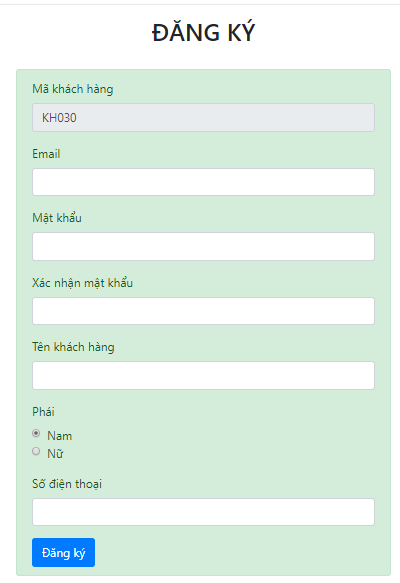 ĐĂNG KÝ
Mã khách hàng
KH030
Email
Mật khẩu
Xác nhận mật khẩu
Tên khách hàng
Phái
Nam
Nữ
Số điện thoại
Đăng ký